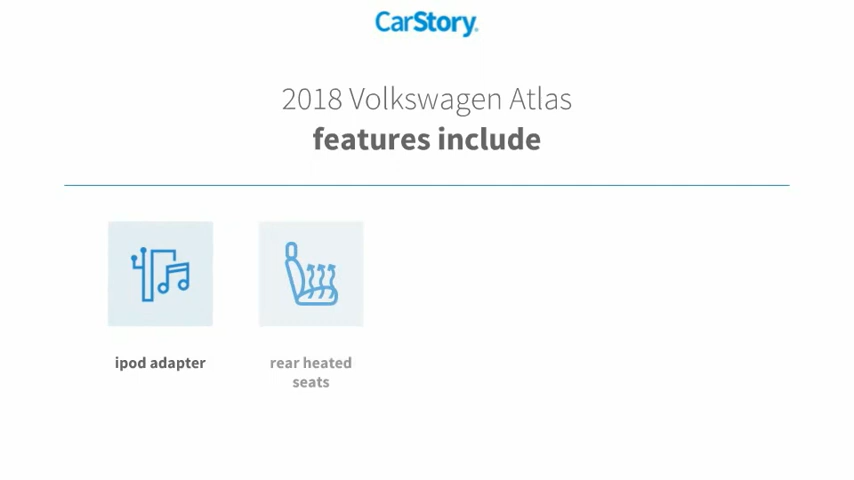 CarStory.
2018 Volkswagen Atlas
features include
ipod adapter
rear heated
seats